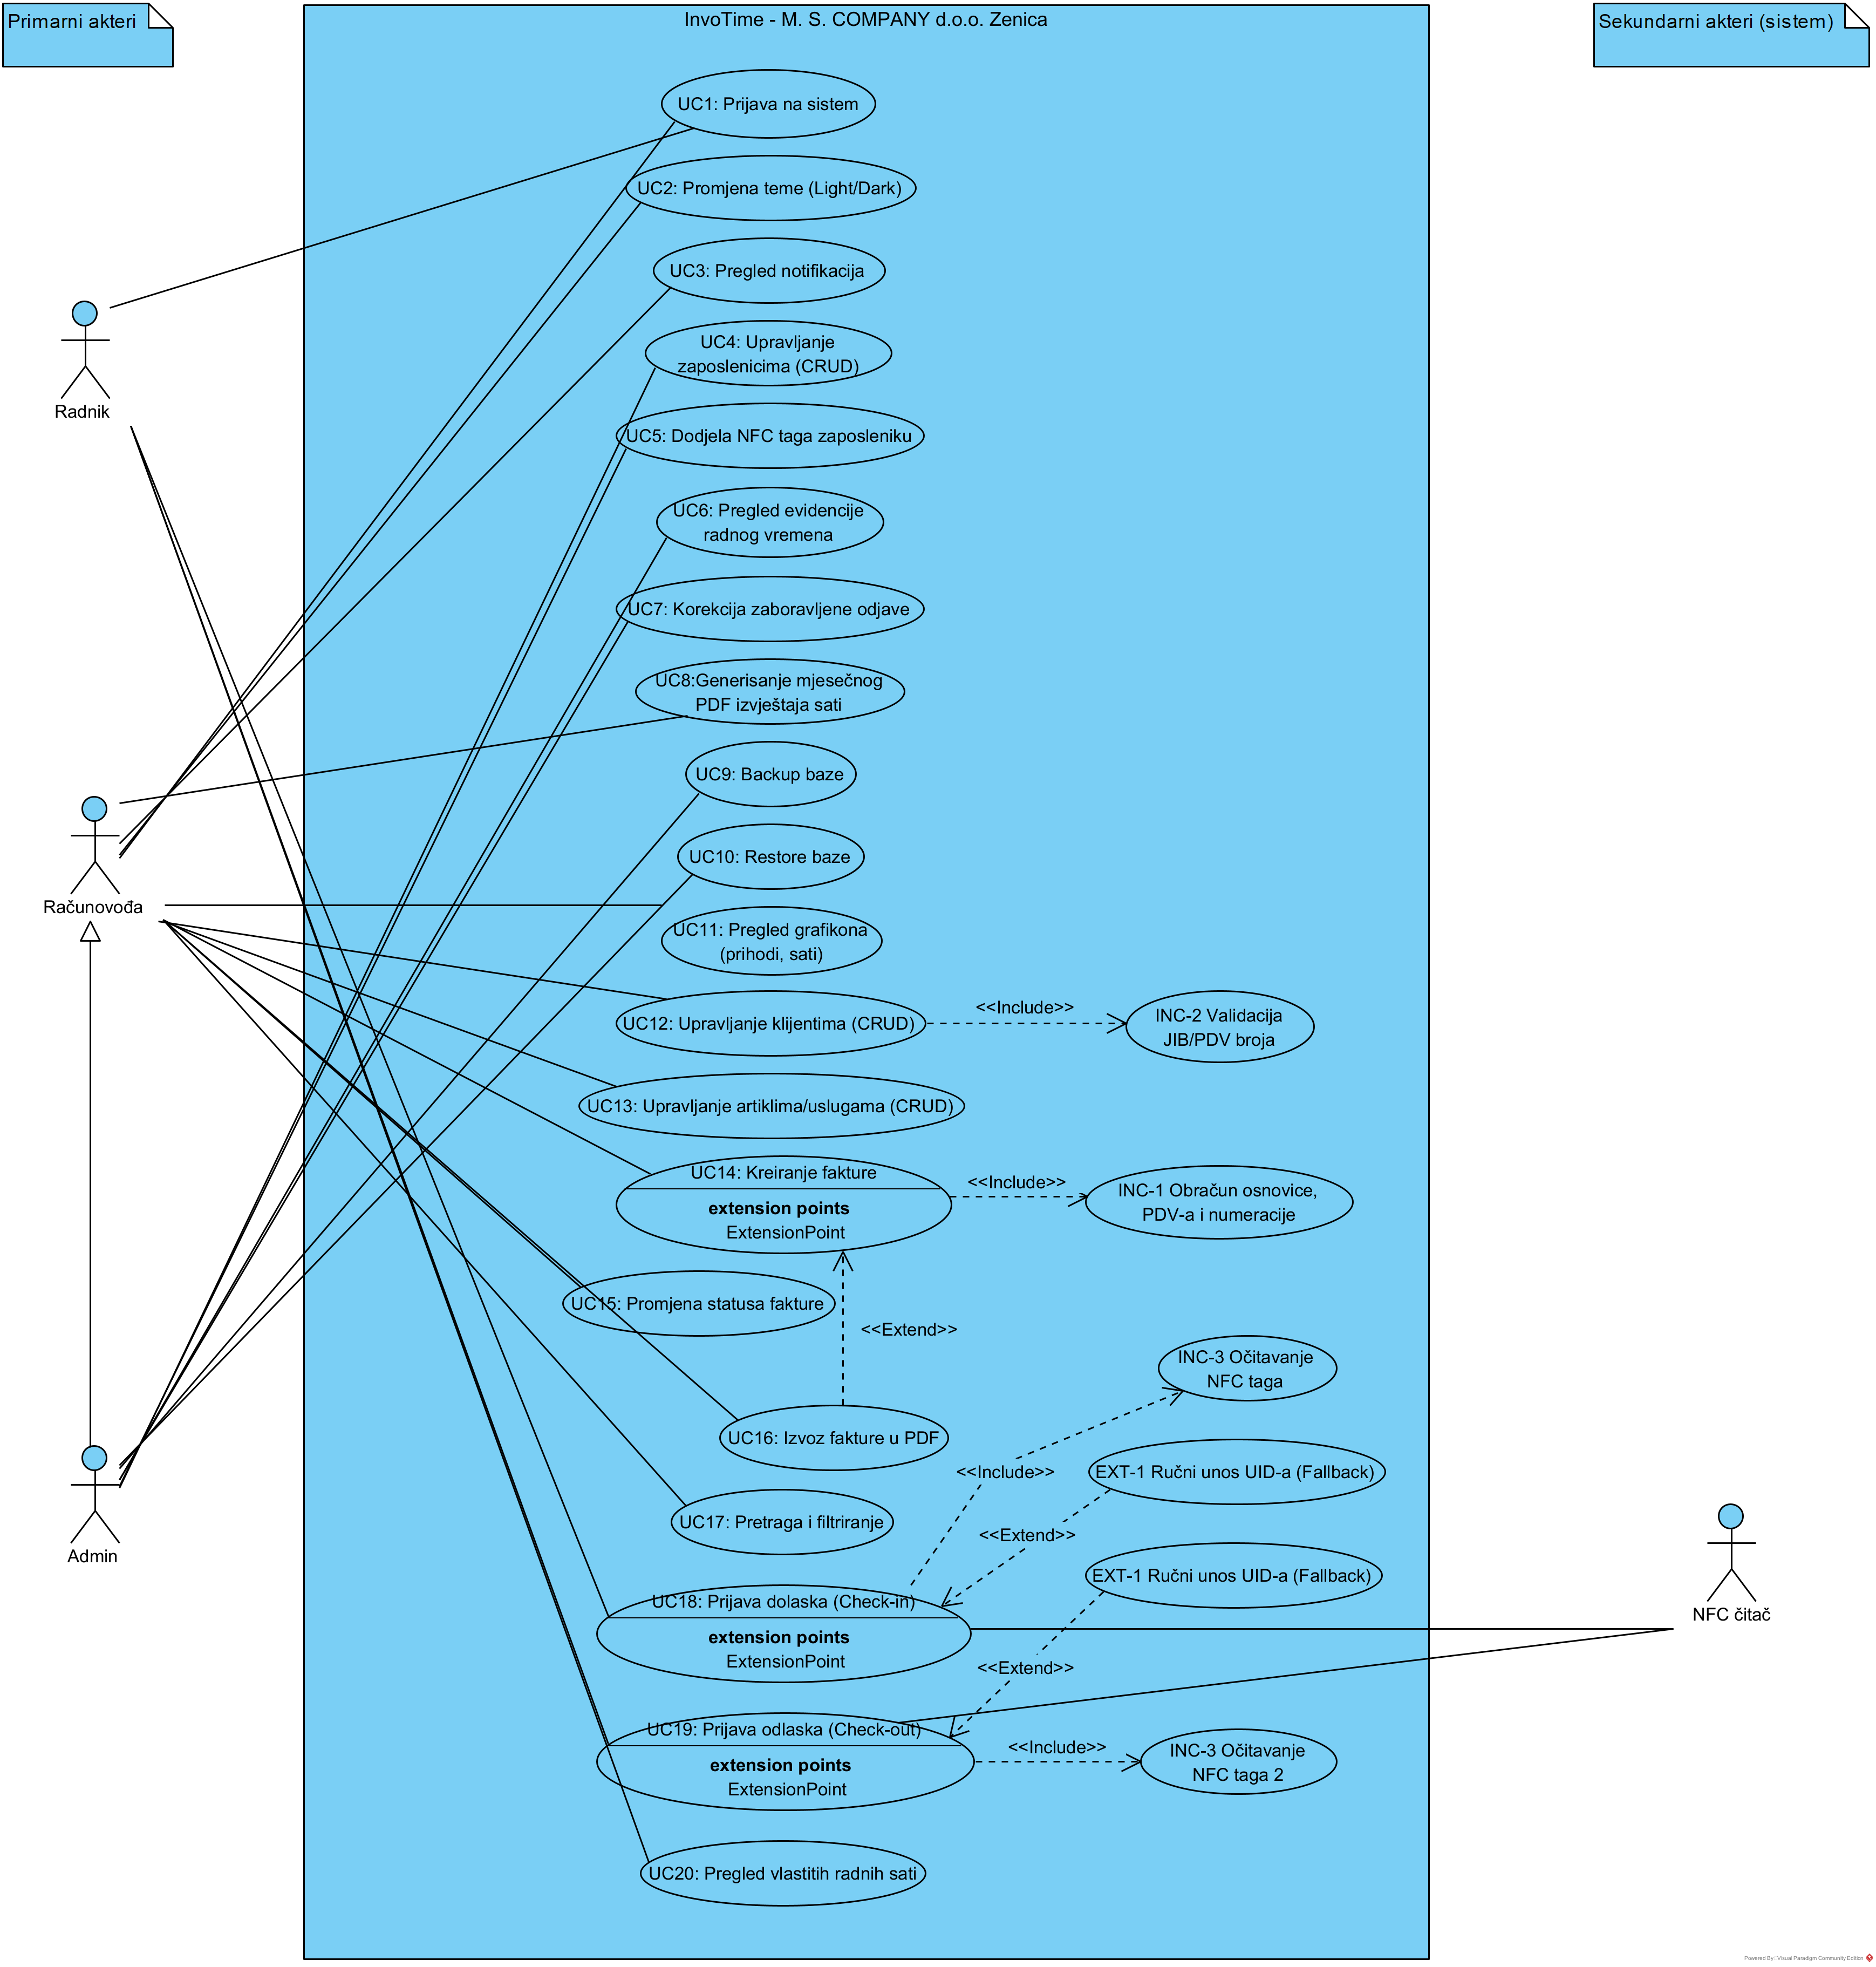 Primarni akteri
InvoTime - M. S. COMPANY d.o.o. Zenica
Sekundarni akteri (sistem)
UC1: Prijava na sistem
UC2: Promjena teme (Light/Dark)
UC3: Pregled notifikacija
UC4: Upravljanje
zaposlenicima (CRUD)
Radnik
UC5: Dodjela NFC taga zaposleniku
UC6: Pregled evidencije
radnog vremena
UC7: Korekcija zaboravljene odjave
UC8:Generisanje mjesečnog
PDF izvještaja sati
UC9: Backup baze
UC10: Restore baze
Računovođa
UC11: Pregled grafikona
(prihodi, sati)
UC12: Upravljanje klijentima (CRUD)
<<Include>>
INC-2 Validacija
JIB/PDV broja
UC13: Upravljanje artiklima/uslugama (CRUD)
UC14: Kreiranje fakture
extension points
ExtensionPoint
<<Include>>
INC-1 Obračun osnovice,
PDV-a i numeracije
UC15: Promjena statusa fakture
<<Extend>>
INC-3 Očitavanje
NFC taga
UC16: Izvoz fakture u PDF
<<Include>>
EXT-1 Ručni unos UID-a (Fallback)
UC17: Pretraga i filtriranje
<<Extend>>
Admin
EXT-1 Ručni unos UID-a (Fallback)
UC18: Prijava dolaska (Check-in)
extension points
ExtensionPoint
NFC čitač
<<Extend>>
UC19: Prijava odlaska (Check-out)
extension points
ExtensionPoint
<<Include>>
INC-3 Očitavanje
NFC taga 2
UC20: Pregled vlastitih radnih sati
Powered By Visual Paradigm Community Edition